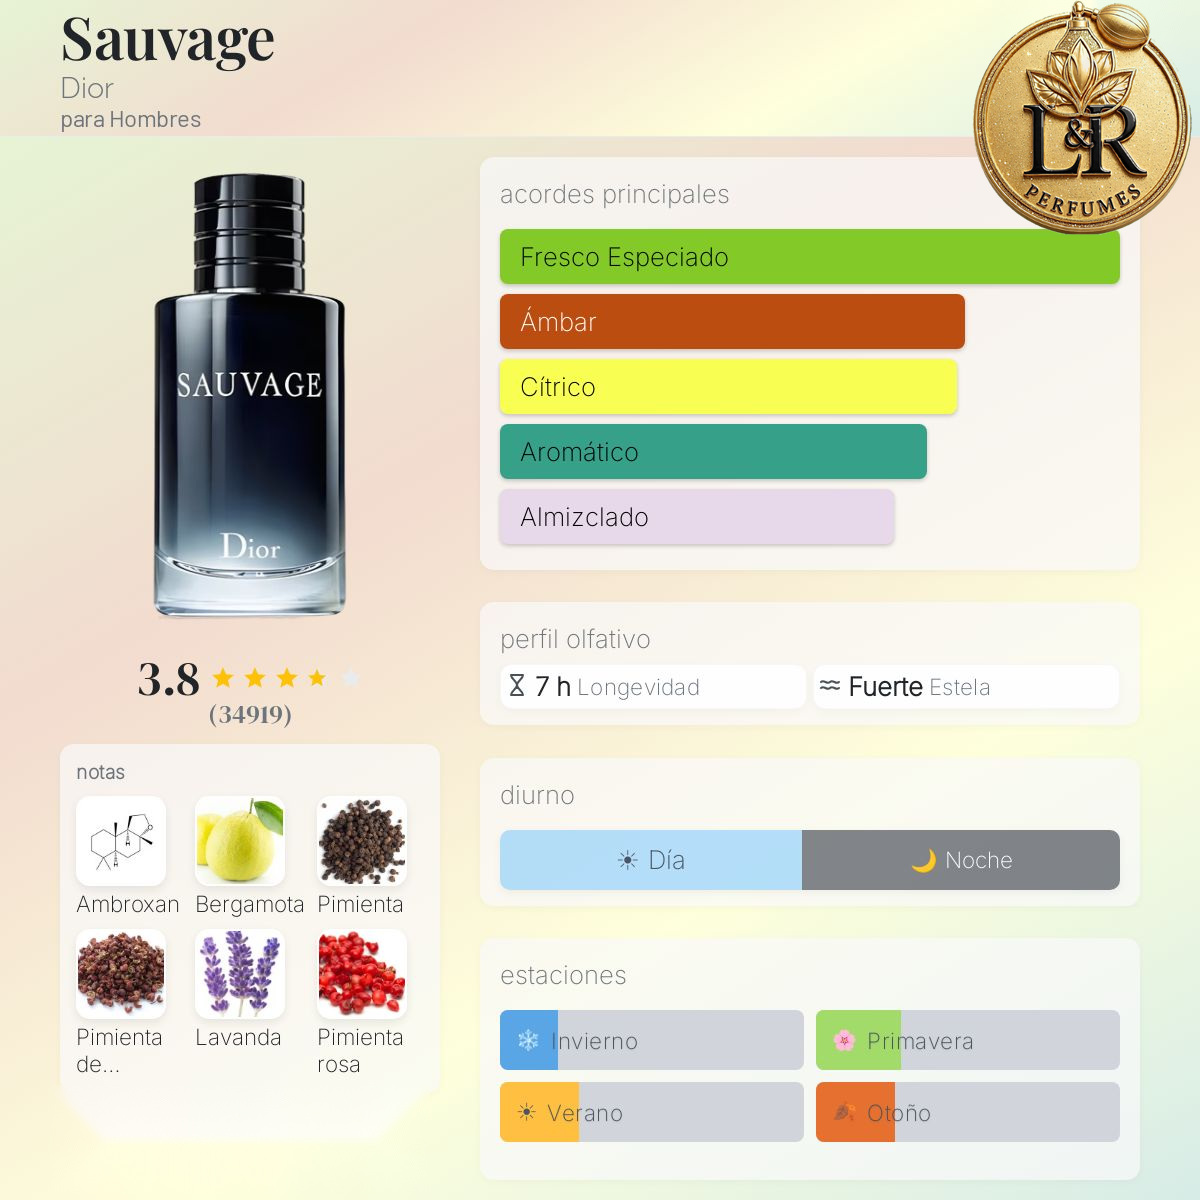 Sauvage
Dior
para Hombres
L&R
PERFUMES
SAUVAGE
Dior
3.8
(34919)
notas
Ambroxan
Bergamota
Pimienta
Pimienta
de...
Lavanda
Pimienta
rosa
acordes principales
Fresco Especiado
Ámbar
Cítrico
Aromático
Almizclado
perfil olfativo
7 h Longevidad
Fuerte Estela
diurno
Día
Noche
estaciones
Invierno
Primavera
Verano
Otoño